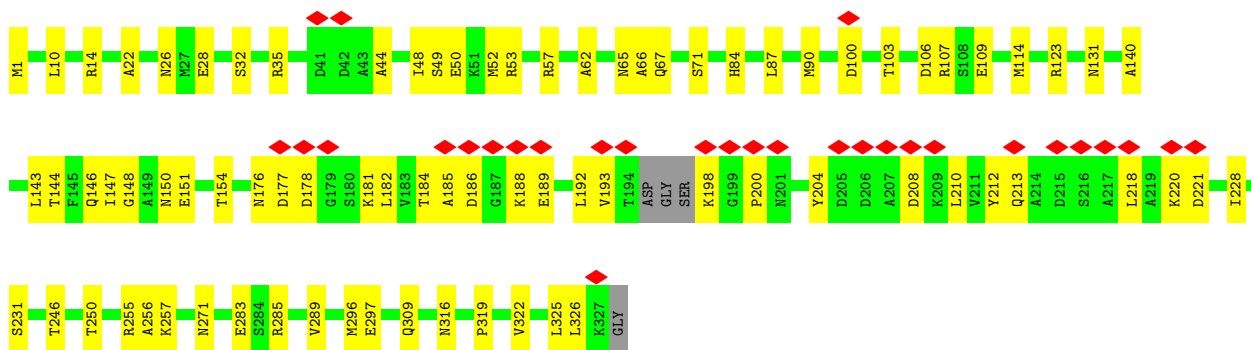 M1 L10 R14 A22 N26 M27 E28 S32 R35 D41 D42 A43 A44 I48 S49 E50 K51 M52 R53 R57 A62 N65 A66 Q67 S71 H84 L87 M90 D100 T103 D106 R107 S108 E109 M114 R123 N131 A140
L143 T144 F145 Q146 I147 G148 A149 N150 E151 T154 N176 D177 D178 G179 S180 K181 L182 V183 T184 A185 D186 G187 K188 E189 L192 V193 T194 ASP GLY SER K198 G199 P200 N201 Y204 D205 D206 A207 D208 K209 L210 V211 Y212 Q213 A214 D215 S216 A217 L218 A219 K220 D221 I228
S231 T246 T250 R255 A256 K257 N271 E283 S284 R285 V289 M296 E297 Q309 N316 P319 V322 L325 L326 K327 GLY